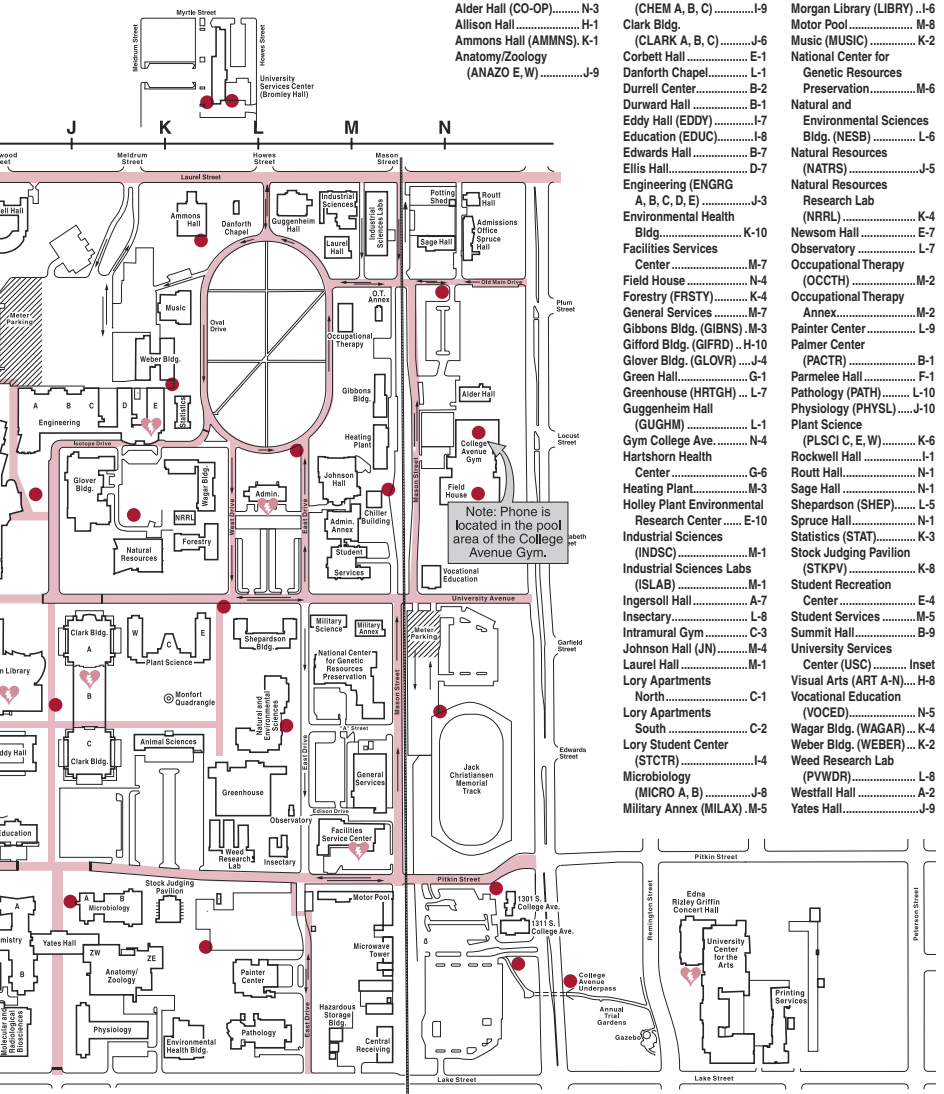 Myrtle Street
Meldrum Street
Howes Street
University
Services Center
(Bromley Hall)
Alder Hall (CO-OP)......... N-3
Allison Hall .................. H-1
Ammons Hall (AMMNS). K-1
Anatomy/Zoology
(ANAZO E, W) ............J-9
(CHEM A, B, C) ............I-9
Clark Bldg.
(CLARK A, B, C) ..........J-6
Corbett Hall ................. E-1
Danforth Chapel........... L-1
Durrell Center............... B-2
Durward Hall ............... B-1
Eddy Hall (EDDY) ..........I-7
Education (EDUC)..........I-8
Edwards Hall ................ B-7
Ellis Hall....................... D-7
Engineering (ENGRG
A, B, C, D, E) ..............J-3
Environmental Health
Bldg......................... K-10
Facilities Services
Center ...................... M-7
Field House .................. N-4
Forestry (FRSTY)........... K-4
General Services ........... M-7
Gibbons Bldg. (GIBNS) . M-3
Gifford Bldg. (GIFRD) .. H-10
Glover Bldg. (GLOVR) ....J-4
Green Hall.................... G-1
Greenhouse (HRTGH) ... L-7
Guggenheim Hall
(GUGHM) .................. L-1
Gym College Ave........... N-4
Hartshorn Health
Center ...................... G-6
Heating Plant................ M-3
Holley Plant Environmental
Research Center ....... E-10
Industrial Sciences
(INDSC)..................... M-1
Industrial Sciences Labs
(ISLAB) ..................... M-1
Ingersoll Hall ................ A-7
Insectary...................... L-8
Intramural Gym ............ C-3
Johnson Hall (JN) ......... M-4
Laurel Hall.................... M-1
Lory Apartments
North ........................ C-1
Lory Apartments
South ....................... C-2
Lory Student Center
(STCTR) .....................I-4
Microbiology
(MICRO A, B) ..............J-8
Military Annex (MILAX) . M-5
Morgan Library (LIBRY) ..I-6
Motor Pool ................... M-8
Music (MUSIC) ............. K-2
National Center for
Genetic Resources
Preservation.............. M-6
Natural and
Environmental Sciences
Bldg. (NESB) ............. L-6
Natural Resources
(NATRS) .....................J-5
Natural Resources
Research Lab
(NRRL) ...................... K-4
Newsom Hall ................ E-7
Observatory ................. L-7
Occupational Therapy
(OCCTH) ................... M-2
Occupational Therapy
Annex....................... M-2
Painter Center .............. L-9
Palmer Center
(PACTR) .................... B-1
Parmelee Hall ............... F-1
Pathology (PATH)......... L-10
Physiology (PHYSL)..... J-10
Plant Science
(PLSCI C, E, W).......... K-6
Rockwell Hall .................I-1
Routt Hall..................... N-1
Sage Hall ..................... N-1
Shepardson (SHEP)....... L-5
Spruce Hall................... N-1
Statistics (STAT)........... K-3
Stock Judging Pavilion
(STKPV) .................... K-8
Student Recreation
Center ...................... E-4
Student Services .......... M-5
Summit Hall ................. B-9
University Services
Center (USC) .......... Inset
Visual Arts (ART A-N).... H-8
Vocational Education
(VOCED).................... N-5
Wagar Bldg. (WAGAR) ... K-4
Weber Bldg. (WEBER) ... K-2
Weed Research Lab
(PVWDR)................... L-8
Westfall Hall ................. A-2
Yates Hall.......................J-9
J K L M N
Meldrum
Street
Howes
Street
Mason
Street
Laurel Street
Ammons
Hall
Danforth
Chapel
Guggenheim
Hall
Industrial
Sciences
Laurel
Hall
Industrial
Sciences Labs
Potting
Shed
Sage Hall
Routt
Hall
Admissions
Office
Spruce
Hall
Old Main Drive
Plum
Street
Meter
Parking
Music
Oval
Drive
O.T.
Annex
Occupational
Therapy
Weber Bldg.
Gibbons
Bldg.
Alder Hall
A B C D E
Engineering
Statistics
Isotope Drive
Heating
Plant
Mason Street
College
Avenue
Gym
Locust
Street
Field
House
Note: Phone is
located in the pool
area of the College
Avenue Gym.
Glover
Bldg.
Wagar Bldg.
NRRL
Forestry
Natural
Resources
West Drive
Admin.
East Drive
Johnson
Hall
Chiller
Building
Admin.
Annex
Student
Services
Vocational
Education
University Avenue
Clark Bldg.
A
B
C
Clark Bldg.
W C E
Plant Science
Shepardson
Bldg.
Military
Science
Military
Annex
Meter
Parking
Garfield
Street
National Center
for Genetic
Resources
Preservation
Monfort
Quadrangle
Natural and
Environmental
Sciences
Mason Street
"A" Street
Animal Sciences
East Drive
Edwards
Street
Jack
Christiansen
Memorial
Track
General
Services
Greenhouse
Edison Drive
Observatory
Facilities
Service Center
Weed
Research
Lab
Insectary
Pitkin Street
Pitkin Street
Stock Judging
Pavilion
A B
Microbiology
Motor Pool
1301 S.
College Ave.
1311 S.
College Ave.
Remington Street
Edna
Rizley Griffin
Concert Hall
Peterson Street
A
B
Yates Hall
ZW ZE
Anatomy/
Zoology
Microwave
Tower
Painter
Center
University
Center
for the
Arts
College
Avenue
Underpass
Printing
Services
Annual
Trial
Gardens
Gazebo
Molecular and
Radiological
Biosciences
Physiology
Environmental
Health Bldg.
Pathology
East Drive
Hazardous
Storage
Bldg.
Central
Receiving
Lake Street
Lake Street